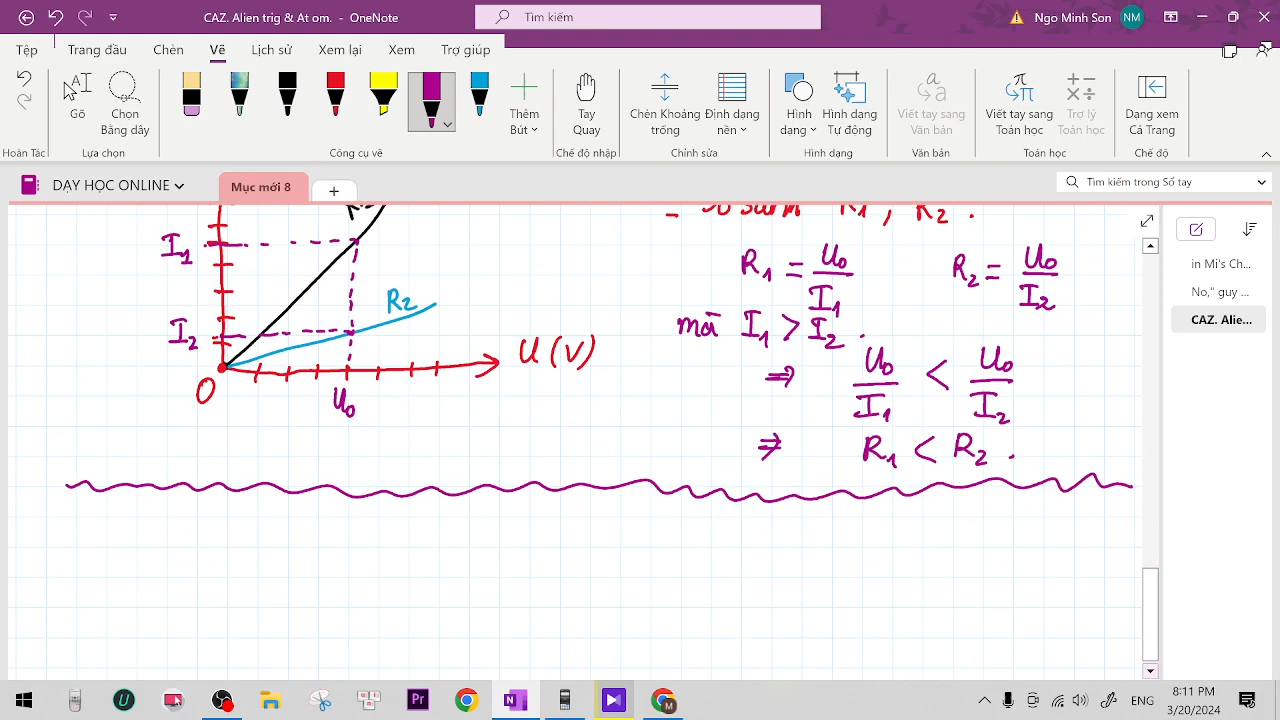 CAZ. Alien Sings At Atom. - OneNote
Tìm kiếm
Ngo Minh Son
NM
Tệp
Trang đầu
Chèn
Vẽ
Lịch sử
Xem lại
Xem
Trợ giúp
Gõ
Chọn Bằng dây
Thêm Bút
Tay Quay
Chèn Khoảng trống
Định dạng nền
Hình dạng
Hình dạng Tự động
Viết tay sang Văn bản
Viết tay sang Toán học
Trợ lý Toán học
Dạng xem Cả Trang
Hoàn Tác
Lựa chọn
Công cụ vẽ
Chế độ nhập
Chỉnh sửa
Hình dạng
Văn bản
Toán học
Chế độ
DẠY HỌC ONLINE
Mục mới 8
+
Tìm kiếm trong Sổ tay
in Mi's Ch...
No," guy ...
CAZ. Alie...
R1, R2.
I1
R2
I2
U (V)
O
U0
R1 = U0/I1
R2 = U0/I2
mà I1 > I2.
⇒ U0/I1 < U0/I2
⇒ R1 < R2.
Pr
M
ENG
8:11 PM
3/20/2024